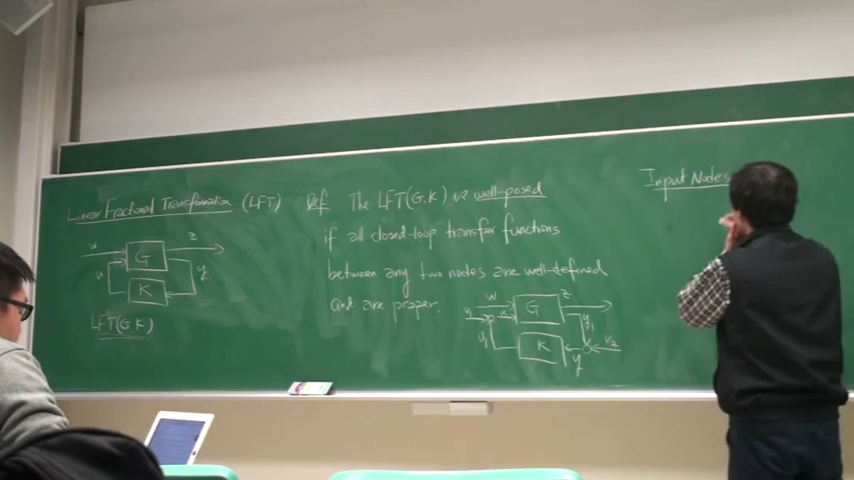 Linear Fractional Transformation (LFT)
w
z
G
u
y
K
LFT(G,K)
Def The LFT(G,K) is well-posed
if all closed-loop transfer functions
between any two nodes are well-defined
and are proper.
w
z
G
u
K
y
Input Nodes